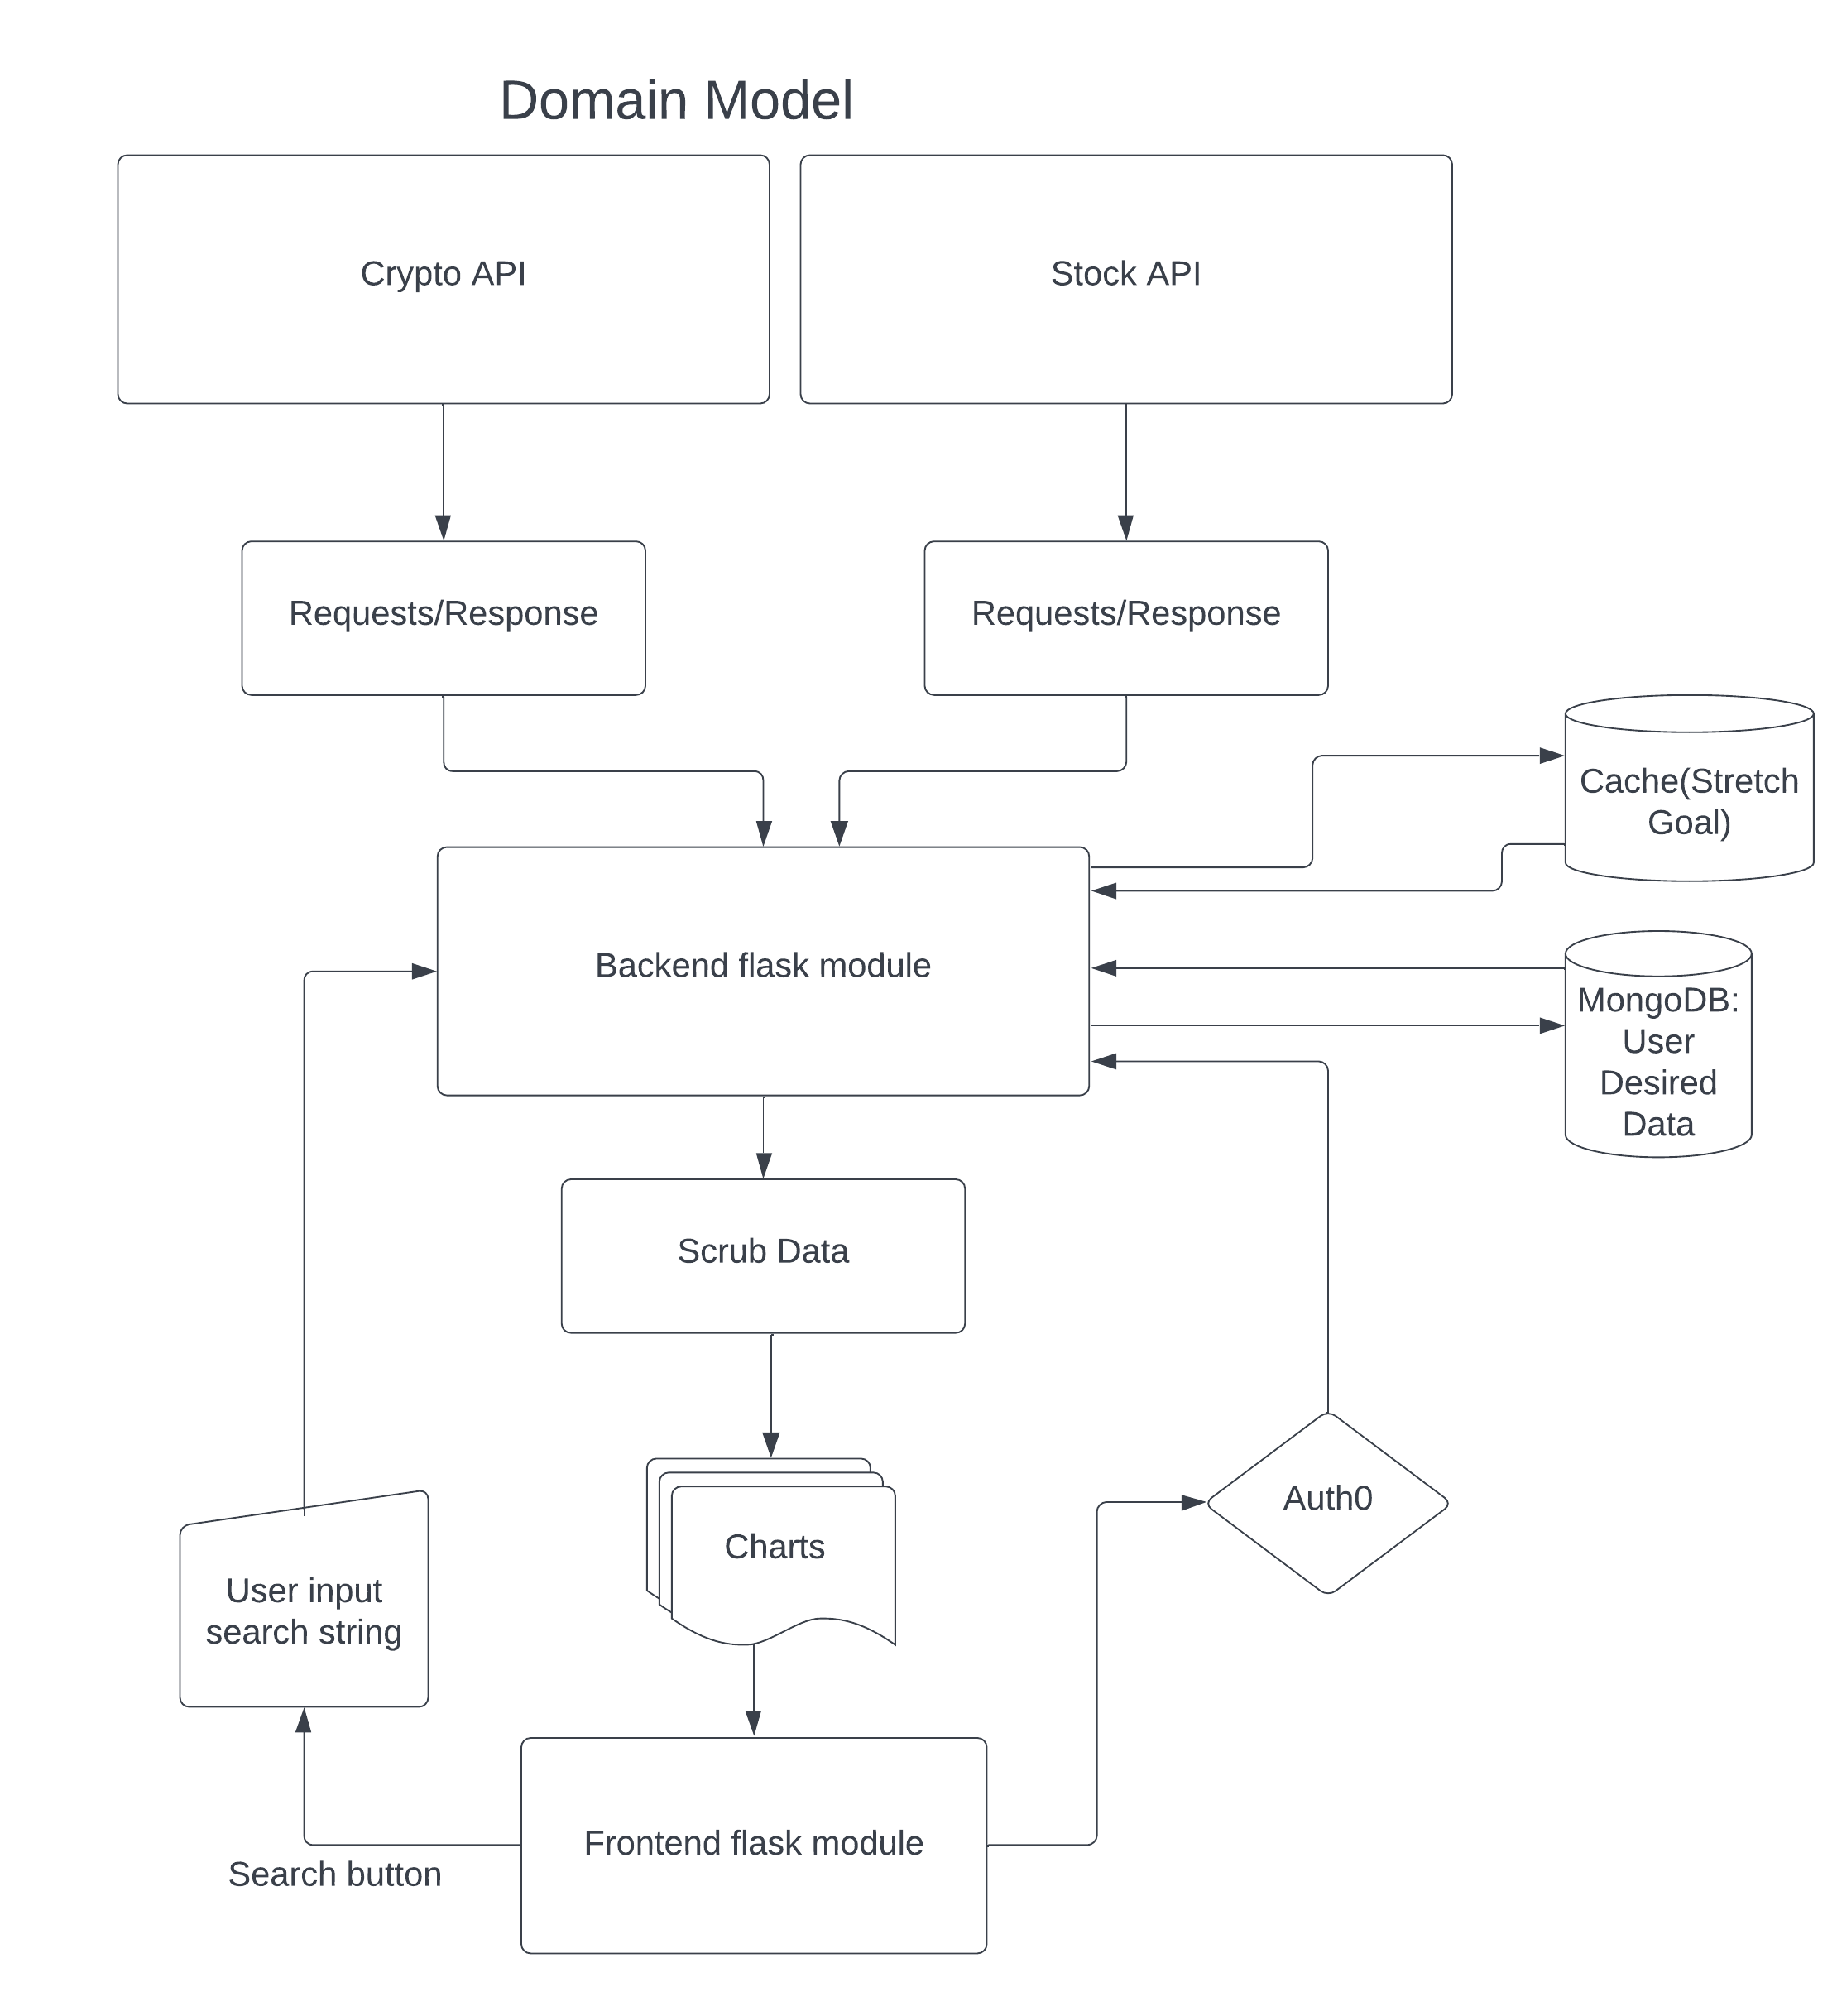 Domain Model
Crypto API
Stock API
Requests/Response
Requests/Response
Cache(Stretch
Goal)
Backend flask module
MongoDB:
User
Desired
Data
Scrub Data
Auth0
Charts
User input
search string
Frontend flask module
Search button